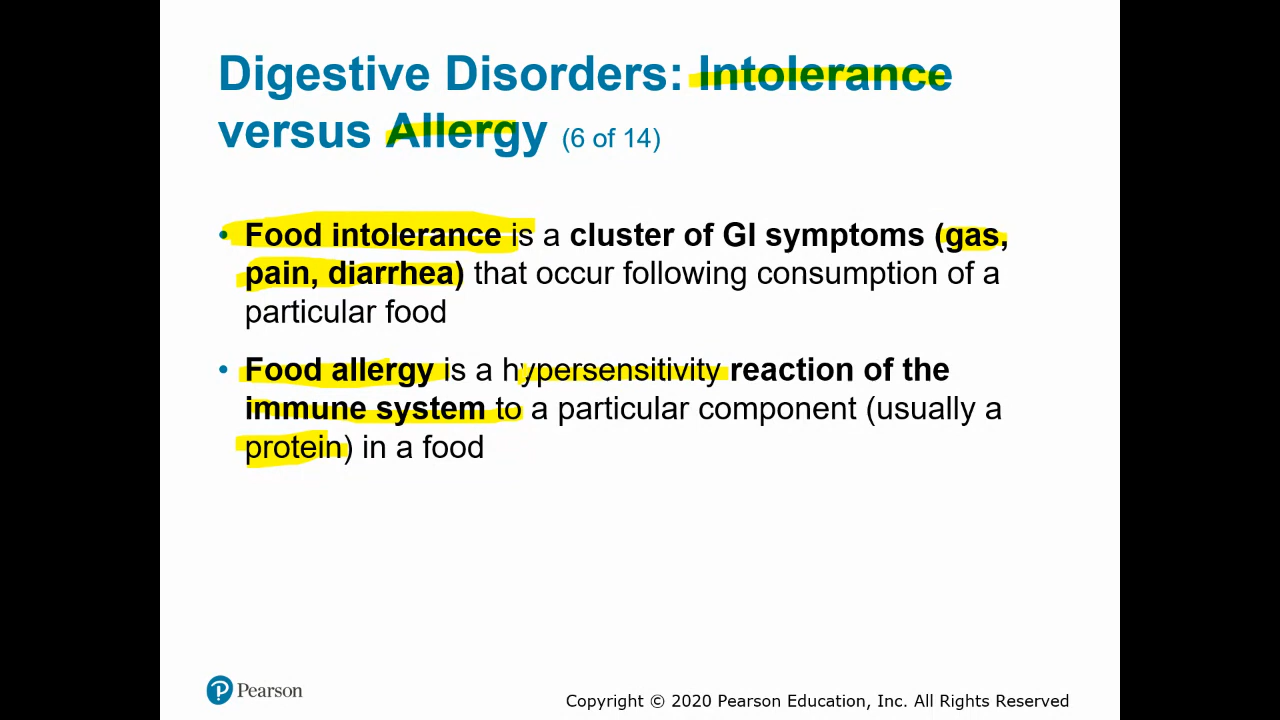 Digestive Disorders: Intolerance
versus Allergy (6 of 14)
• Food intolerance is a cluster of GI symptoms (gas,
pain, diarrhea) that occur following consumption of a
particular food
• Food allergy is a hypersensitivity reaction of the
immune system to a particular component (usually a
protein) in a food
P Pearson
Copyright © 2020 Pearson Education, Inc. All Rights Reserved